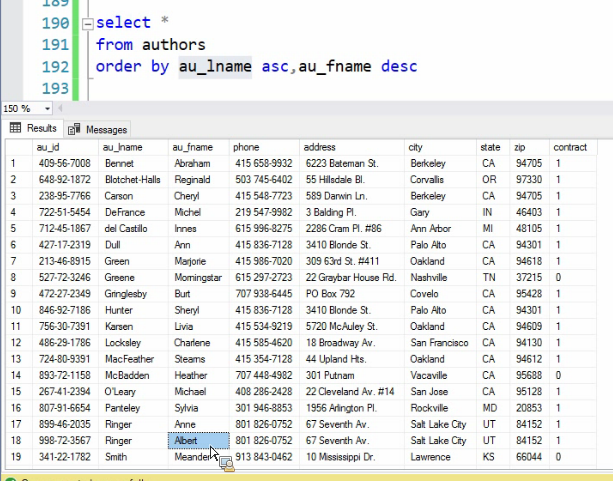 189
190 select *
191 from authors
192 order by au_lname asc,au_fname desc
193
150 %
Results Messages
au_id au_lname au_fname phone address city state zip contract
1 409-56-7008 Bennet Abraham 415 658-9932 6223 Bateman St. Berkeley CA 94705 1
2 648-92-1872 Blotchet-Halls Reginald 503 745-6402 55 Hillsdale Bl. Corvallis OR 97330 1
3 238-95-7766 Carson Cheryl 415 548-7723 589 Darwin Ln. Berkeley CA 94705 1
4 722-51-5454 DeFrance Michel 219 547-9982 3 Balding Pl. Gary IN 46403 1
5 712-45-1867 del Castillo Innes 615 996-8275 2286 Cram Pl. #86 Ann Arbor MI 48105 1
6 427-17-2319 Dull Ann 415 836-7128 3410 Blonde St. Palo Alto CA 94301 1
7 213-46-8915 Green Marjorie 415 986-7020 309 63rd St. #411 Oakland CA 94618 1
8 527-72-3246 Greene Morningstar 615 297-2723 22 Graybar House Rd. Nashville TN 37215 0
9 472-27-2349 Gringlesby Burt 707 938-6445 PO Box 792 Covelo CA 95428 1
10 846-92-7186 Hunter Sheryl 415 836-7128 3410 Blonde St. Palo Alto CA 94301 1
11 756-30-7391 Karsen Livia 415 534-9219 5720 McAuley St. Oakland CA 94609 1
12 486-29-1786 Locksley Charlene 415 585-4620 18 Broadway Av. San Francisco CA 94130 1
13 724-80-9391 MacFeather Stearns 415 354-7128 44 Upland Hts. Oakland CA 94612 1
14 893-72-1158 McBadden Heather 707 448-4982 301 Putnam Vacaville CA 95688 0
15 267-41-2394 O'Leary Michael 408 286-2428 22 Cleveland Av. #14 San Jose CA 95128 1
16 807-91-6654 Panteley Sylvia 301 946-8853 1956 Arlington Pl. Rockville MD 20853 1
17 899-46-2035 Ringer Anne 801 826-0752 67 Seventh Av. Salt Lake City UT 84152 1
18 998-72-3567 Ringer Albert 801 826-0752 67 Seventh Av. Salt Lake City UT 84152 1
19 341-22-1782 Smith Meander 913 843-0462 10 Mississippi Dr. Lawrence KS 66044 0